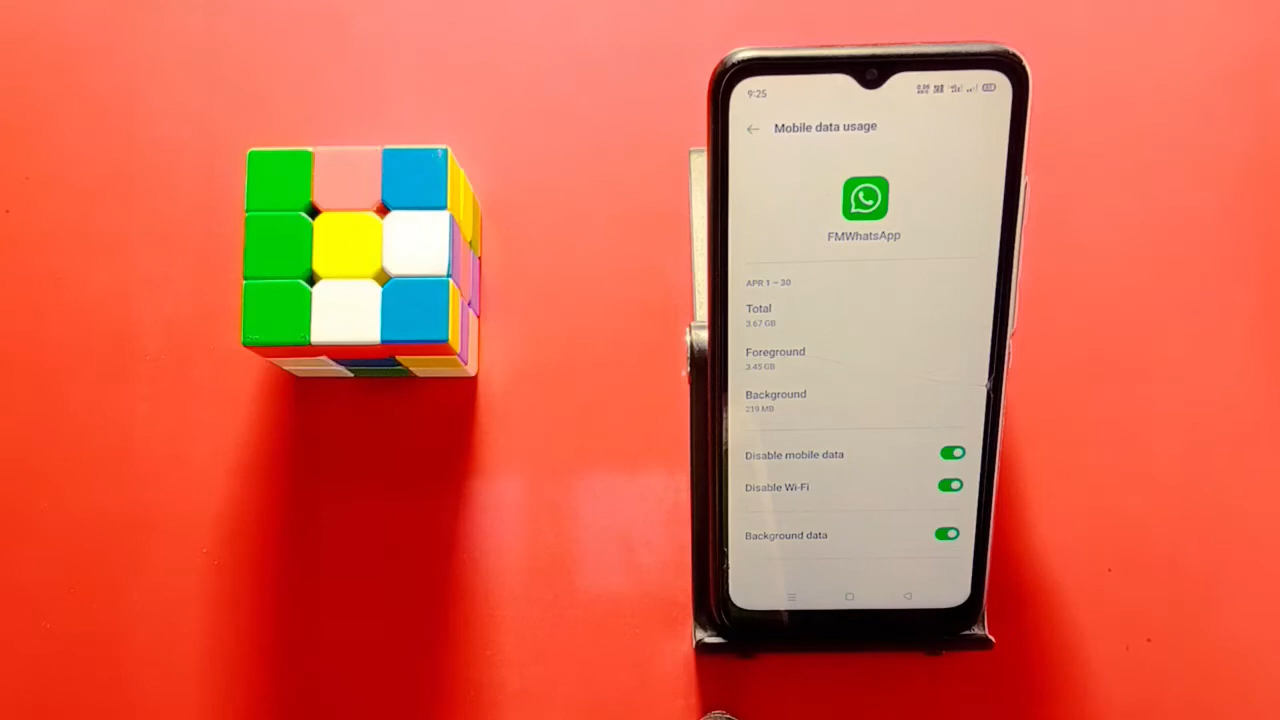 9:25
Mobile data usage
FMWhatsApp
APR 1 – 30
Total
3.67 GB
Foreground
3.45 GB
Background
219 MB
Disable mobile data
Disable Wi-Fi
Background data